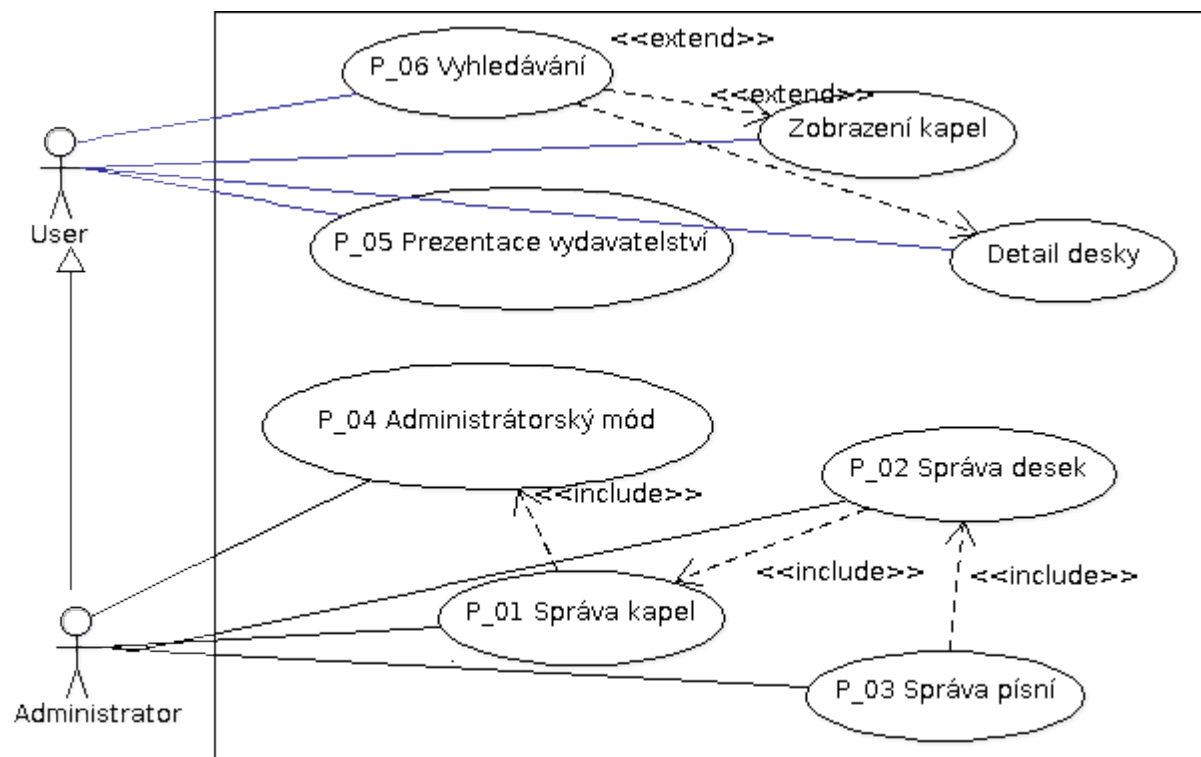 <<extend>>
P_06 Vyhledávání
<<extend>>
Zobrazení kapel
User
P_05 Prezentace vydavatelství
Detail desky
P_04 Administrátorský mód
P_02 Správa desek
<<include>>
<<include>>
<<include>>
P_01 Správa kapel
P_03 Správa písní
Administrator